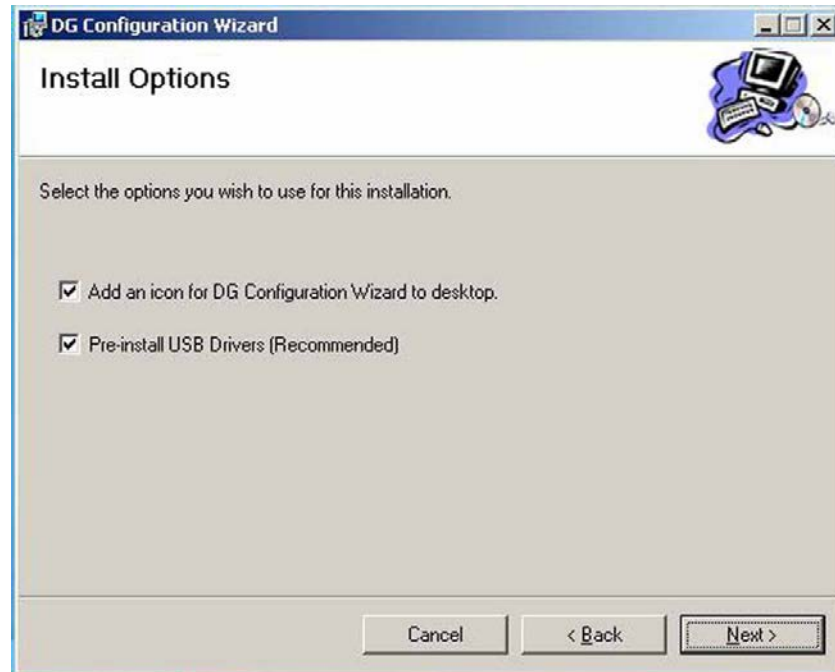 DG Configuration Wizard
Install Options
Select the options you wish to use for this installation.
Add an icon for DG Configuration Wizard to desktop.
Pre-install USB Drivers (Recommended)
Cancel
< Back
Next >